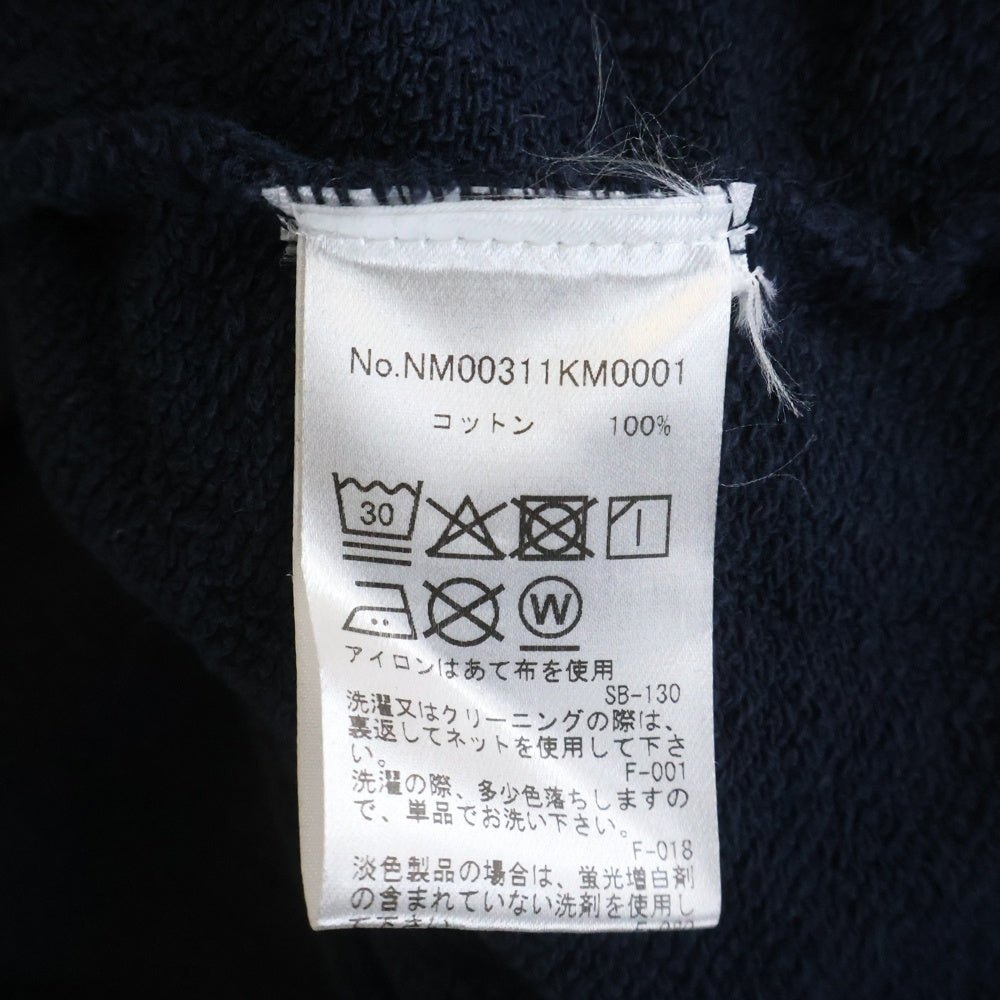 No.NM00311KM0001
コットン 100%
30
W
アイロンはあて布を使用
SB-130
洗濯又はクリーニングの際は、
裏返してネットを使用して下さ
い。
F-001
洗濯の際、多少色落ちしますの
で、単品でお洗い下さい。
F-018
淡色製品の場合は、蛍光増白剤
の含まれていない洗剤を使用し
て下さい。